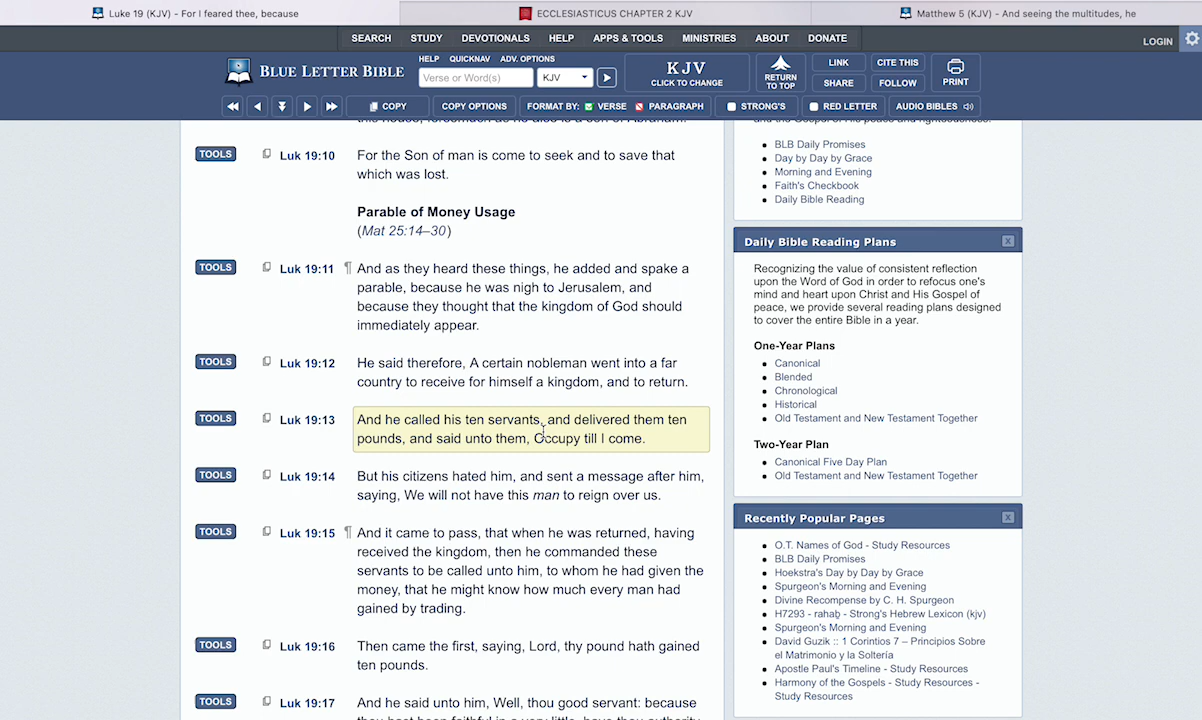 Luke 19 (KJV) - For I feared thee, because
ECCLESIASTICUS CHAPTER 2 KJV
Matthew 5 (KJV) - And seeing the multitudes, he
SEARCH STUDY DEVOTIONALS HELP APPS & TOOLS MINISTRIES ABOUT DONATE
LOGIN
BLUE LETTER BIBLE
HELP QUICKNAV ADV. OPTIONS
Verse or Word(s)
KJV
KJV
CLICK TO CHANGE
RETURN
TO TOP
LINK
CITE THIS
SHARE
FOLLOW
PRINT
COPY
COPY OPTIONS
FORMAT BY: VERSE PARAGRAPH
STRONG'S
RED LETTER
AUDIO BIBLES
TOOLS Luk 19:10 For the Son of man is come to seek and to save that
which was lost.
Parable of Money Usage
(Mat 25:14–30)
TOOLS Luk 19:11 ¶ And as they heard these things, he added and spake a
parable, because he was nigh to Jerusalem, and
because they thought that the kingdom of God should
immediately appear.
TOOLS Luk 19:12 He said therefore, A certain nobleman went into a far
country to receive for himself a kingdom, and to return.
TOOLS Luk 19:13 And he called his ten servants, and delivered them ten
pounds, and said unto them, Occupy till I come.
TOOLS Luk 19:14 But his citizens hated him, and sent a message after him,
saying, We will not have this man to reign over us.
TOOLS Luk 19:15 ¶ And it came to pass, that when he was returned, having
received the kingdom, then he commanded these
servants to be called unto him, to whom he had given the
money, that he might know how much every man had
gained by trading.
TOOLS Luk 19:16 Then came the first, saying, Lord, thy pound hath gained
ten pounds.
TOOLS Luk 19:17 And he said unto him, Well, thou good servant: because
BLB Daily Promises
Day by Day by Grace
Morning and Evening
Faith's Checkbook
Daily Bible Reading
Daily Bible Reading Plans x
Recognizing the value of consistent reflection
upon the Word of God in order to refocus one's
mind and heart upon Christ and His Gospel of
peace, we provide several reading plans designed
to cover the entire Bible in a year.
One-Year Plans
Canonical
Blended
Chronological
Historical
Old Testament and New Testament Together
Two-Year Plan
Canonical Five Day Plan
Old Testament and New Testament Together
Recently Popular Pages x
O.T. Names of God - Study Resources
BLB Daily Promises
Hoekstra's Day by Day by Grace
Spurgeon's Morning and Evening
Divine Recompense by C. H. Spurgeon
H7293 - rahaḇ - Strong's Hebrew Lexicon (kjv)
Spurgeon's Morning and Evening
David Guzik :: 1 Corintios 7 – Principios Sobre
el Matrimonio y la Soltería
Apostle Paul's Timeline - Study Resources
Harmony of the Gospels - Study Resources -
Study Resources